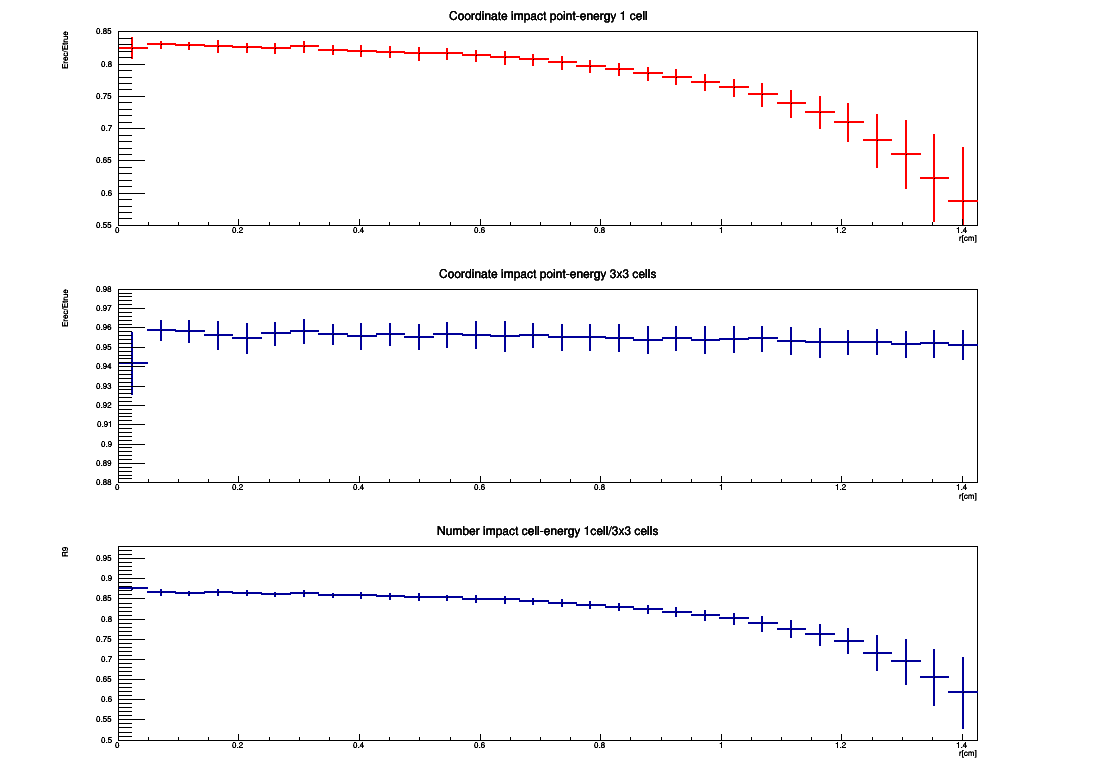 Coordinate impact point-energy 1 cell
Erec/Etrue
0.85
0.8
0.75
0.7
0.65
0.6
0.55
0 0.2 0.4 0.6 0.8 1 1.2 1.4
r[cm]
Coordinate impact point-energy 3x3 cells
Erec/Etrue
0.98
0.97
0.96
0.95
0.94
0.93
0.92
0.91
0.9
0.89
0.88
0 0.2 0.4 0.6 0.8 1 1.2 1.4
r[cm]
Number impact cell-energy 1cell/3x3 cells
R9
0.95
0.9
0.85
0.8
0.75
0.7
0.65
0.6
0.55
0.5
0 0.2 0.4 0.6 0.8 1 1.2 1.4
r[cm]